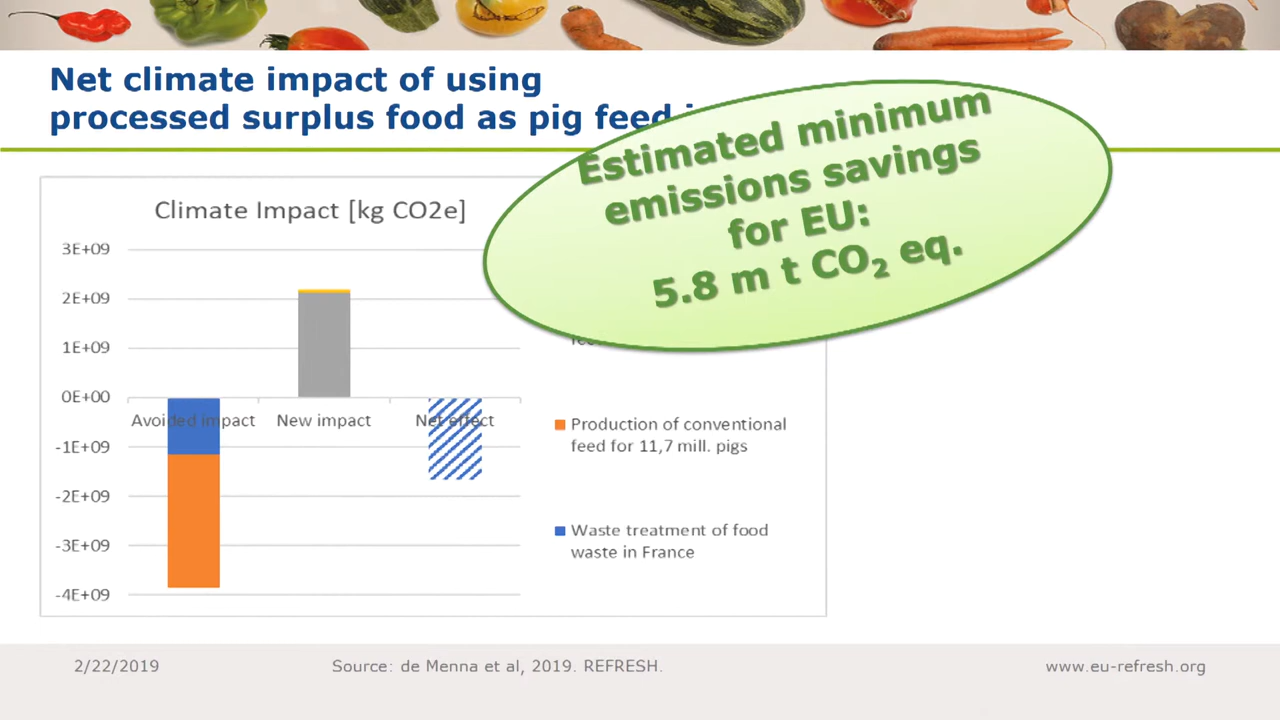 Net climate impact of using
processed surplus food as pig feed
Estimated minimum
emissions savings
for EU:
5.8 m t CO₂ eq.
Climate Impact [kg CO2e]
3E+09
2E+09
1E+09
0E+00
-1E+09
-2E+09
-3E+09
-4E+09
Avoided impact
New impact
Net effect
Production of conventional
feed for 11,7 mill. pigs
Waste treatment of food
waste in France
2/22/2019
Source: de Menna et al, 2019. REFRESH.
www.eu-refresh.org